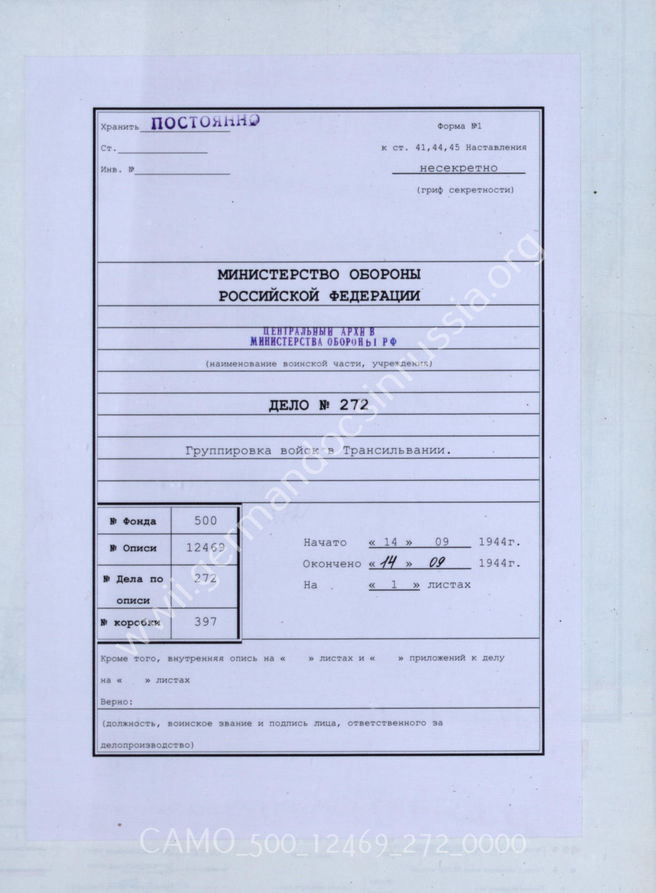 Хранить ПОСТОЯННО
Форма №1
Ст.
к ст. 41,44,45 Наставления
Инв. №
несекретно
(гриф секретности)
МИНИСТЕРСТВО ОБОРОНЫ
РОССИЙСКОЙ ФЕДЕРАЦИИ
ЦЕНТРАЛЬНЫЙ АРХИВ
МИНИСТЕРСТВА ОБОРОНЫ РФ
(наименование воинской части, учреждения)
ДЕЛО № 272
Группировка войск в Трансильвании.
№ Фонда 500
№ Описи 12469
№ Дела по описи 272
№ коробки 397
Начато « 14 » 09 1944г.
Окончено « 14 » 09 1944г.
На « 1 » листах
Кроме того, внутренняя опись на « » листах и « » приложений к делу
на « » листах
Верно:
(должность, воинское звание и подпись лица, ответственного за
делопроизводство)
www.germandocsinrussia.org
CAMO_500_12469_272_0000